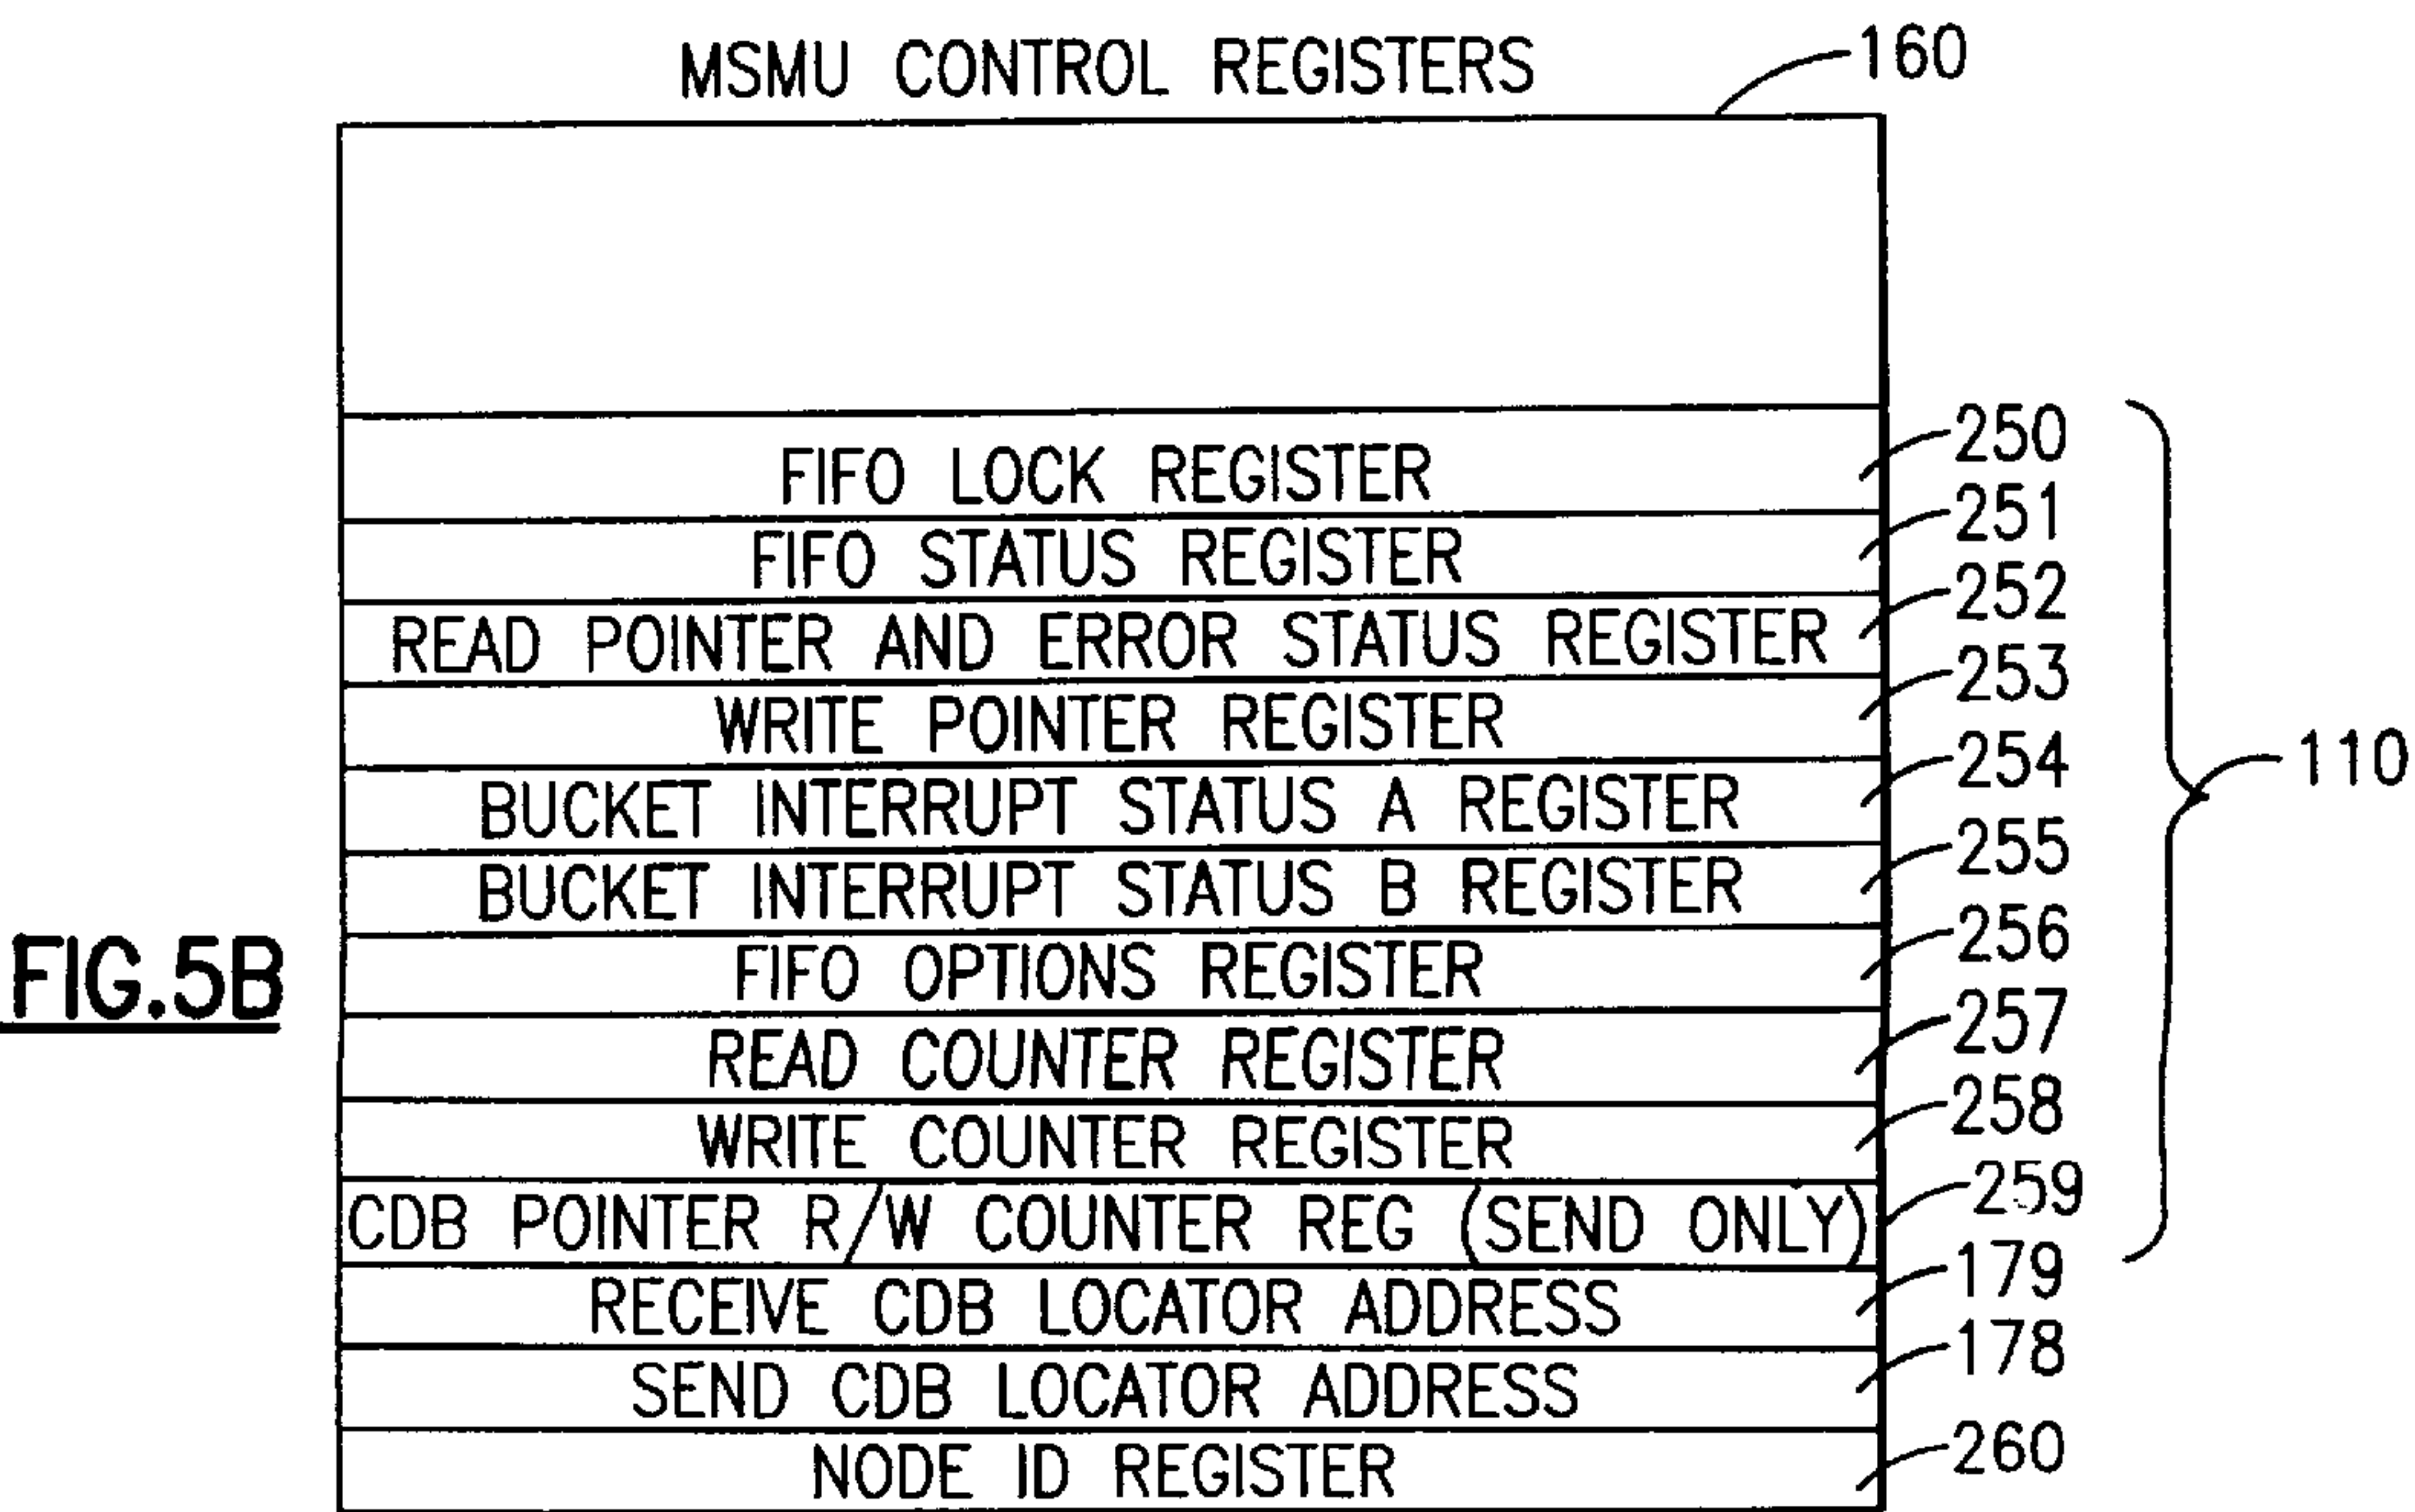 MSMU CONTROL REGISTERS 160
FIFO LOCK REGISTER 250
FIFO STATUS REGISTER 251
READ POINTER AND ERROR STATUS REGISTER 252
WRITE POINTER REGISTER 253
BUCKET INTERRUPT STATUS A REGISTER 254
110
BUCKET INTERRUPT STATUS B REGISTER 255
FIFO OPTIONS REGISTER 256
FIG.5B
READ COUNTER REGISTER 257
WRITE COUNTER REGISTER 258
CDB POINTER R/W COUNTER REG (SEND ONLY) 259
RECEIVE CDB LOCATOR ADDRESS 179
SEND CDB LOCATOR ADDRESS 178
NODE ID REGISTER 260